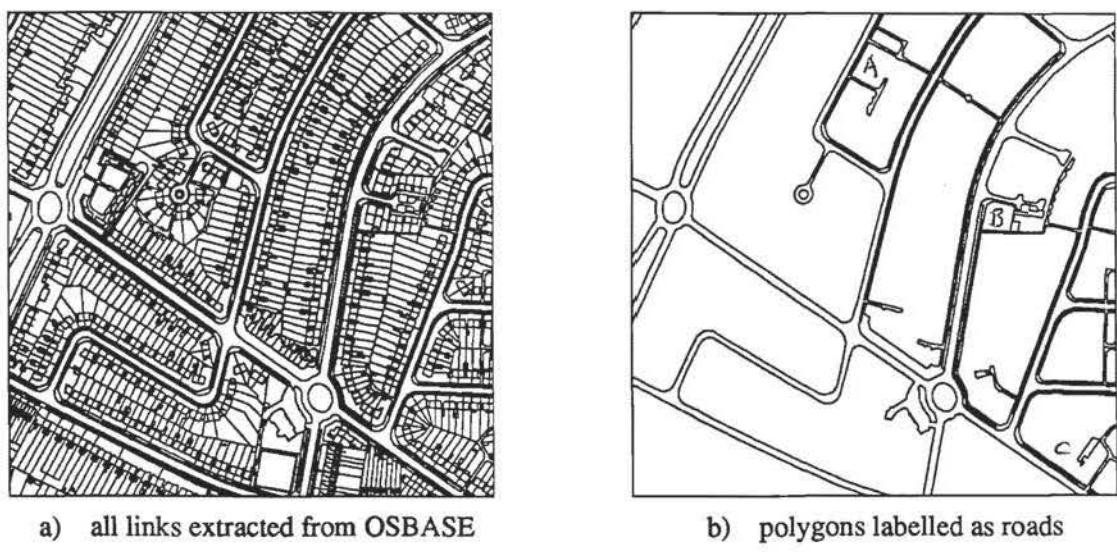 A
B
C
a) all links extracted from OSBASE
b) polygons labelled as roads